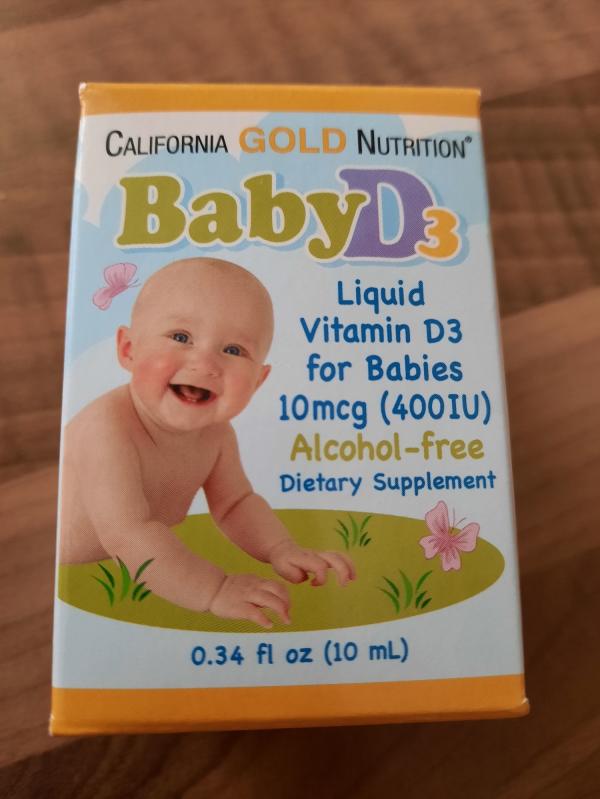 CALIFORNIA GOLD NUTRITION®
BabyD3
Liquid
Vitamin D3
for Babies
10mcg (400IU)
Alcohol-free
Dietary Supplement
0.34 fl oz (10 mL)